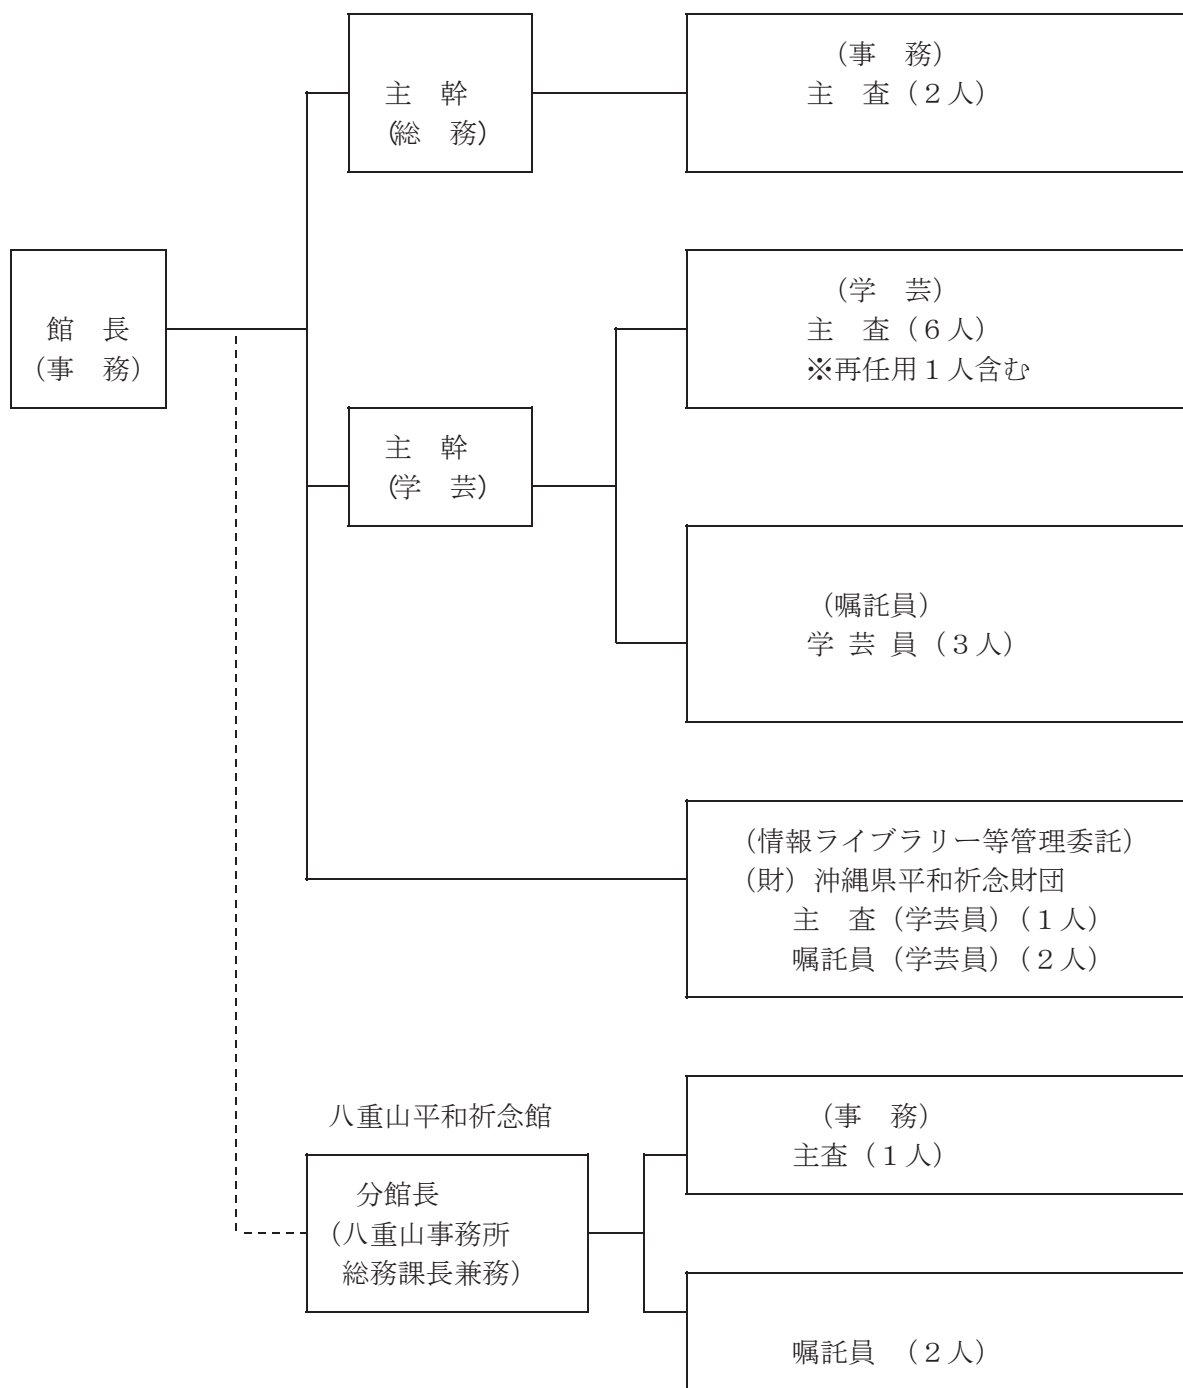 館　長
(事　務)
主　幹
(総　務)
(事　務)
主　査（２人）
主　幹
(学　芸)
(学　芸)
主　査（６人）
※再任用１人含む
(嘱託員)
学 芸 員（３人）
(情報ライブラリー等管理委託)
(財）沖縄県平和祈念財団
主　査（学芸員）(１人)
嘱託員（学芸員）(２人)
八重山平和祈念館
分館長
(八重山事務所
総務課長兼務)
(事　務)
主査（１人）
嘱託員　（２人）